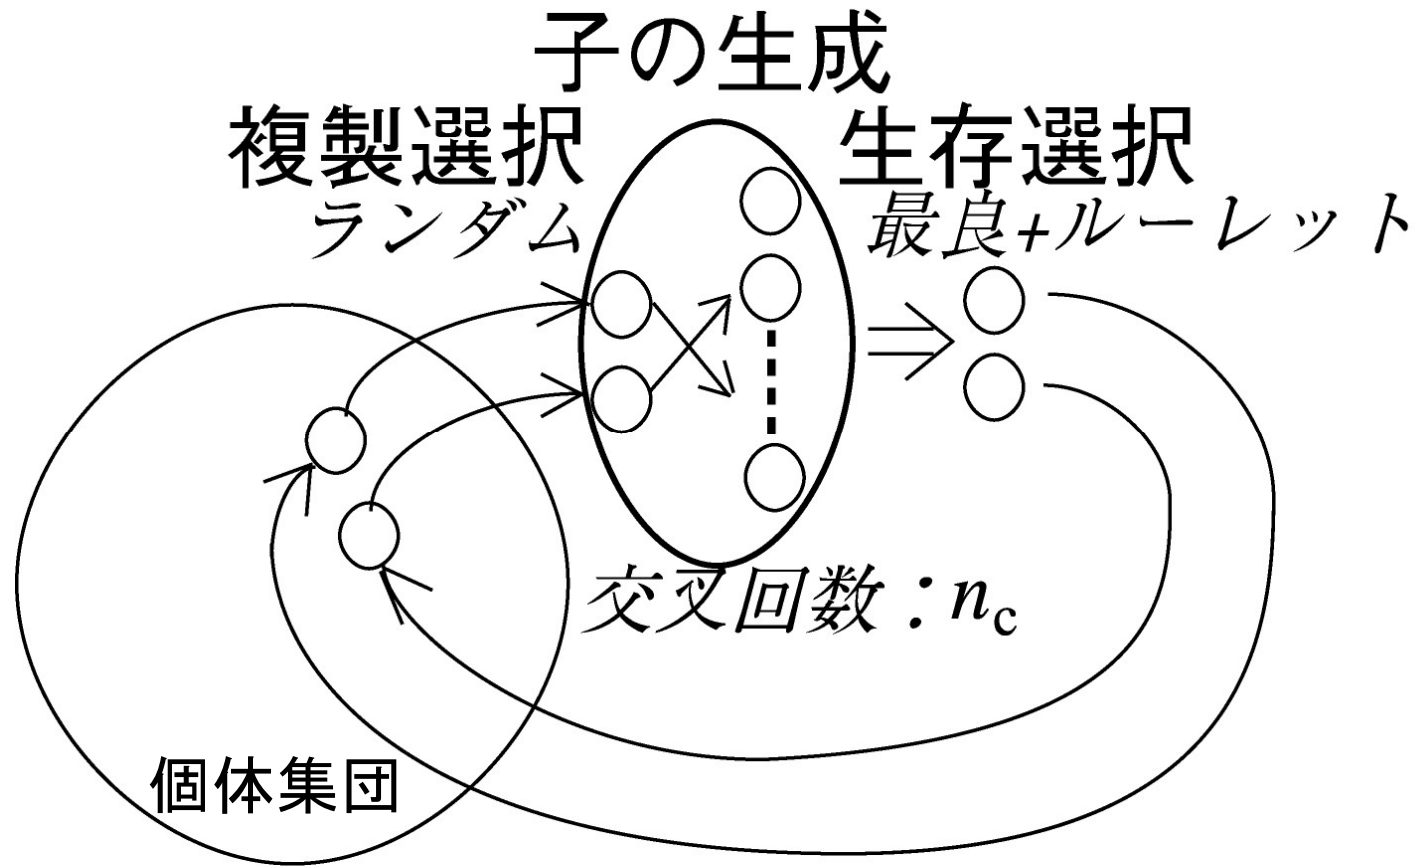 子の生成
複製選択
生存選択
ランダム
最良+ルーレット
交叉回数：nc
個体集団